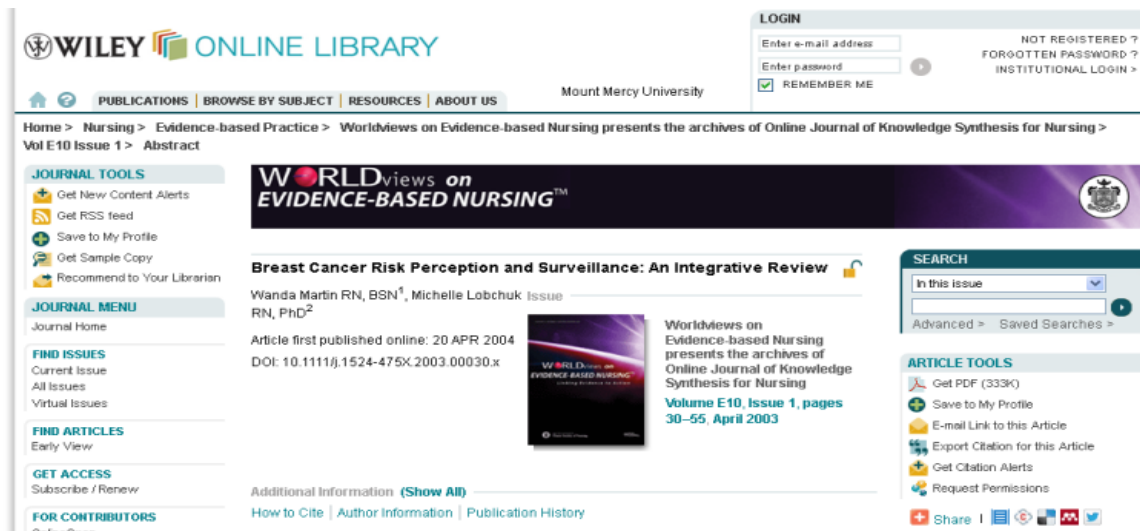 WILEY ONLINE LIBRARY
LOGIN
Enter e-mail address
Enter password
REMEMBER ME
NOT REGISTERED ?
FORGOTTEN PASSWORD ?
INSTITUTIONAL LOGIN >
PUBLICATIONS | BROWSE BY SUBJECT | RESOURCES | ABOUT US
Mount Mercy University
Home > Nursing > Evidence-based Practice > Worldviews on Evidence-based Nursing presents the archives of Online Journal of Knowledge Synthesis for Nursing >
Vol E10 Issue 1 > Abstract
JOURNAL TOOLS
Get New Content Alerts
Get RSS feed
Save to My Profile
Get Sample Copy
Recommend to Your Librarian
JOURNAL MENU
Journal Home
FIND ISSUES
Current Issue
All Issues
Virtual Issues
FIND ARTICLES
Early View
GET ACCESS
Subscribe / Renew
FOR CONTRIBUTORS
WORLDviews on
EVIDENCE-BASED NURSING™
Breast Cancer Risk Perception and Surveillance: An Integrative Review
Wanda Martin RN, BSN1, Michelle Lobchuk
RN, PhD2
Article first published online: 20 APR 2004
DOI: 10.1111/j.1524-475X.2003.00030.x
Issue
WORLDviews on
EVIDENCE-BASED NURSING
Linking Evidence to Action
Worldviews on
Evidence-based Nursing
presents the archives of
Online Journal of Knowledge
Synthesis for Nursing
Volume E10, Issue 1, pages
30–55, April 2003
Additional Information (Show All)
How to Cite | Author Information | Publication History
SEARCH
In this issue
Advanced > Saved Searches >
ARTICLE TOOLS
Get PDF (333K)
Save to My Profile
E-mail Link to this Article
Export Citation for this Article
Get Citation Alerts
Request Permissions
Share |